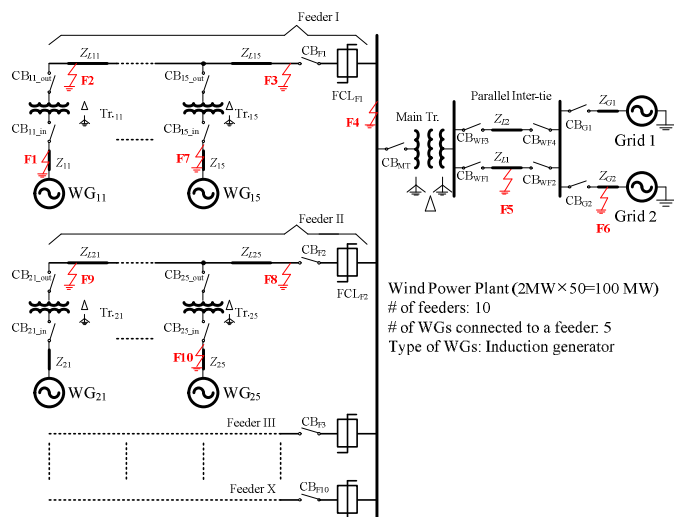 Feeder I
Z_L11
Z_L15
CB_F1
CB_11_out
F2
CB_15_out
F3
FCL_F1
Δ
Tr._11
Δ
Tr._15
F4
Main Tr.
Parallel Inter-tie
Z_G1
CB_G1
Grid 1
Z_L2
CB_WF3
CB_WF4
CB_11_in
CB_15_in
CB_MT
Z_L1
CB_WF1
CB_WF2
Z_G2
CB_G2
Grid 2
F1
Z_11
F7
Z_15
Δ
F5
F6
WG_11
WG_15
Feeder II
Z_L21
Z_L25
CB_F2
CB_21_out
F9
CB_25_out
F8
FCL_F2
Δ
Tr._21
Δ
Tr._25
CB_21_in
CB_25_in
F10
Z_21
Z_25
WG_21
WG_25
Wind Power Plant (2MW×50=100 MW)
# of feeders: 10
# of WGs connected to a feeder: 5
Type of WGs: Induction generator
Feeder III
CB_F3
Feeder X
CB_F10